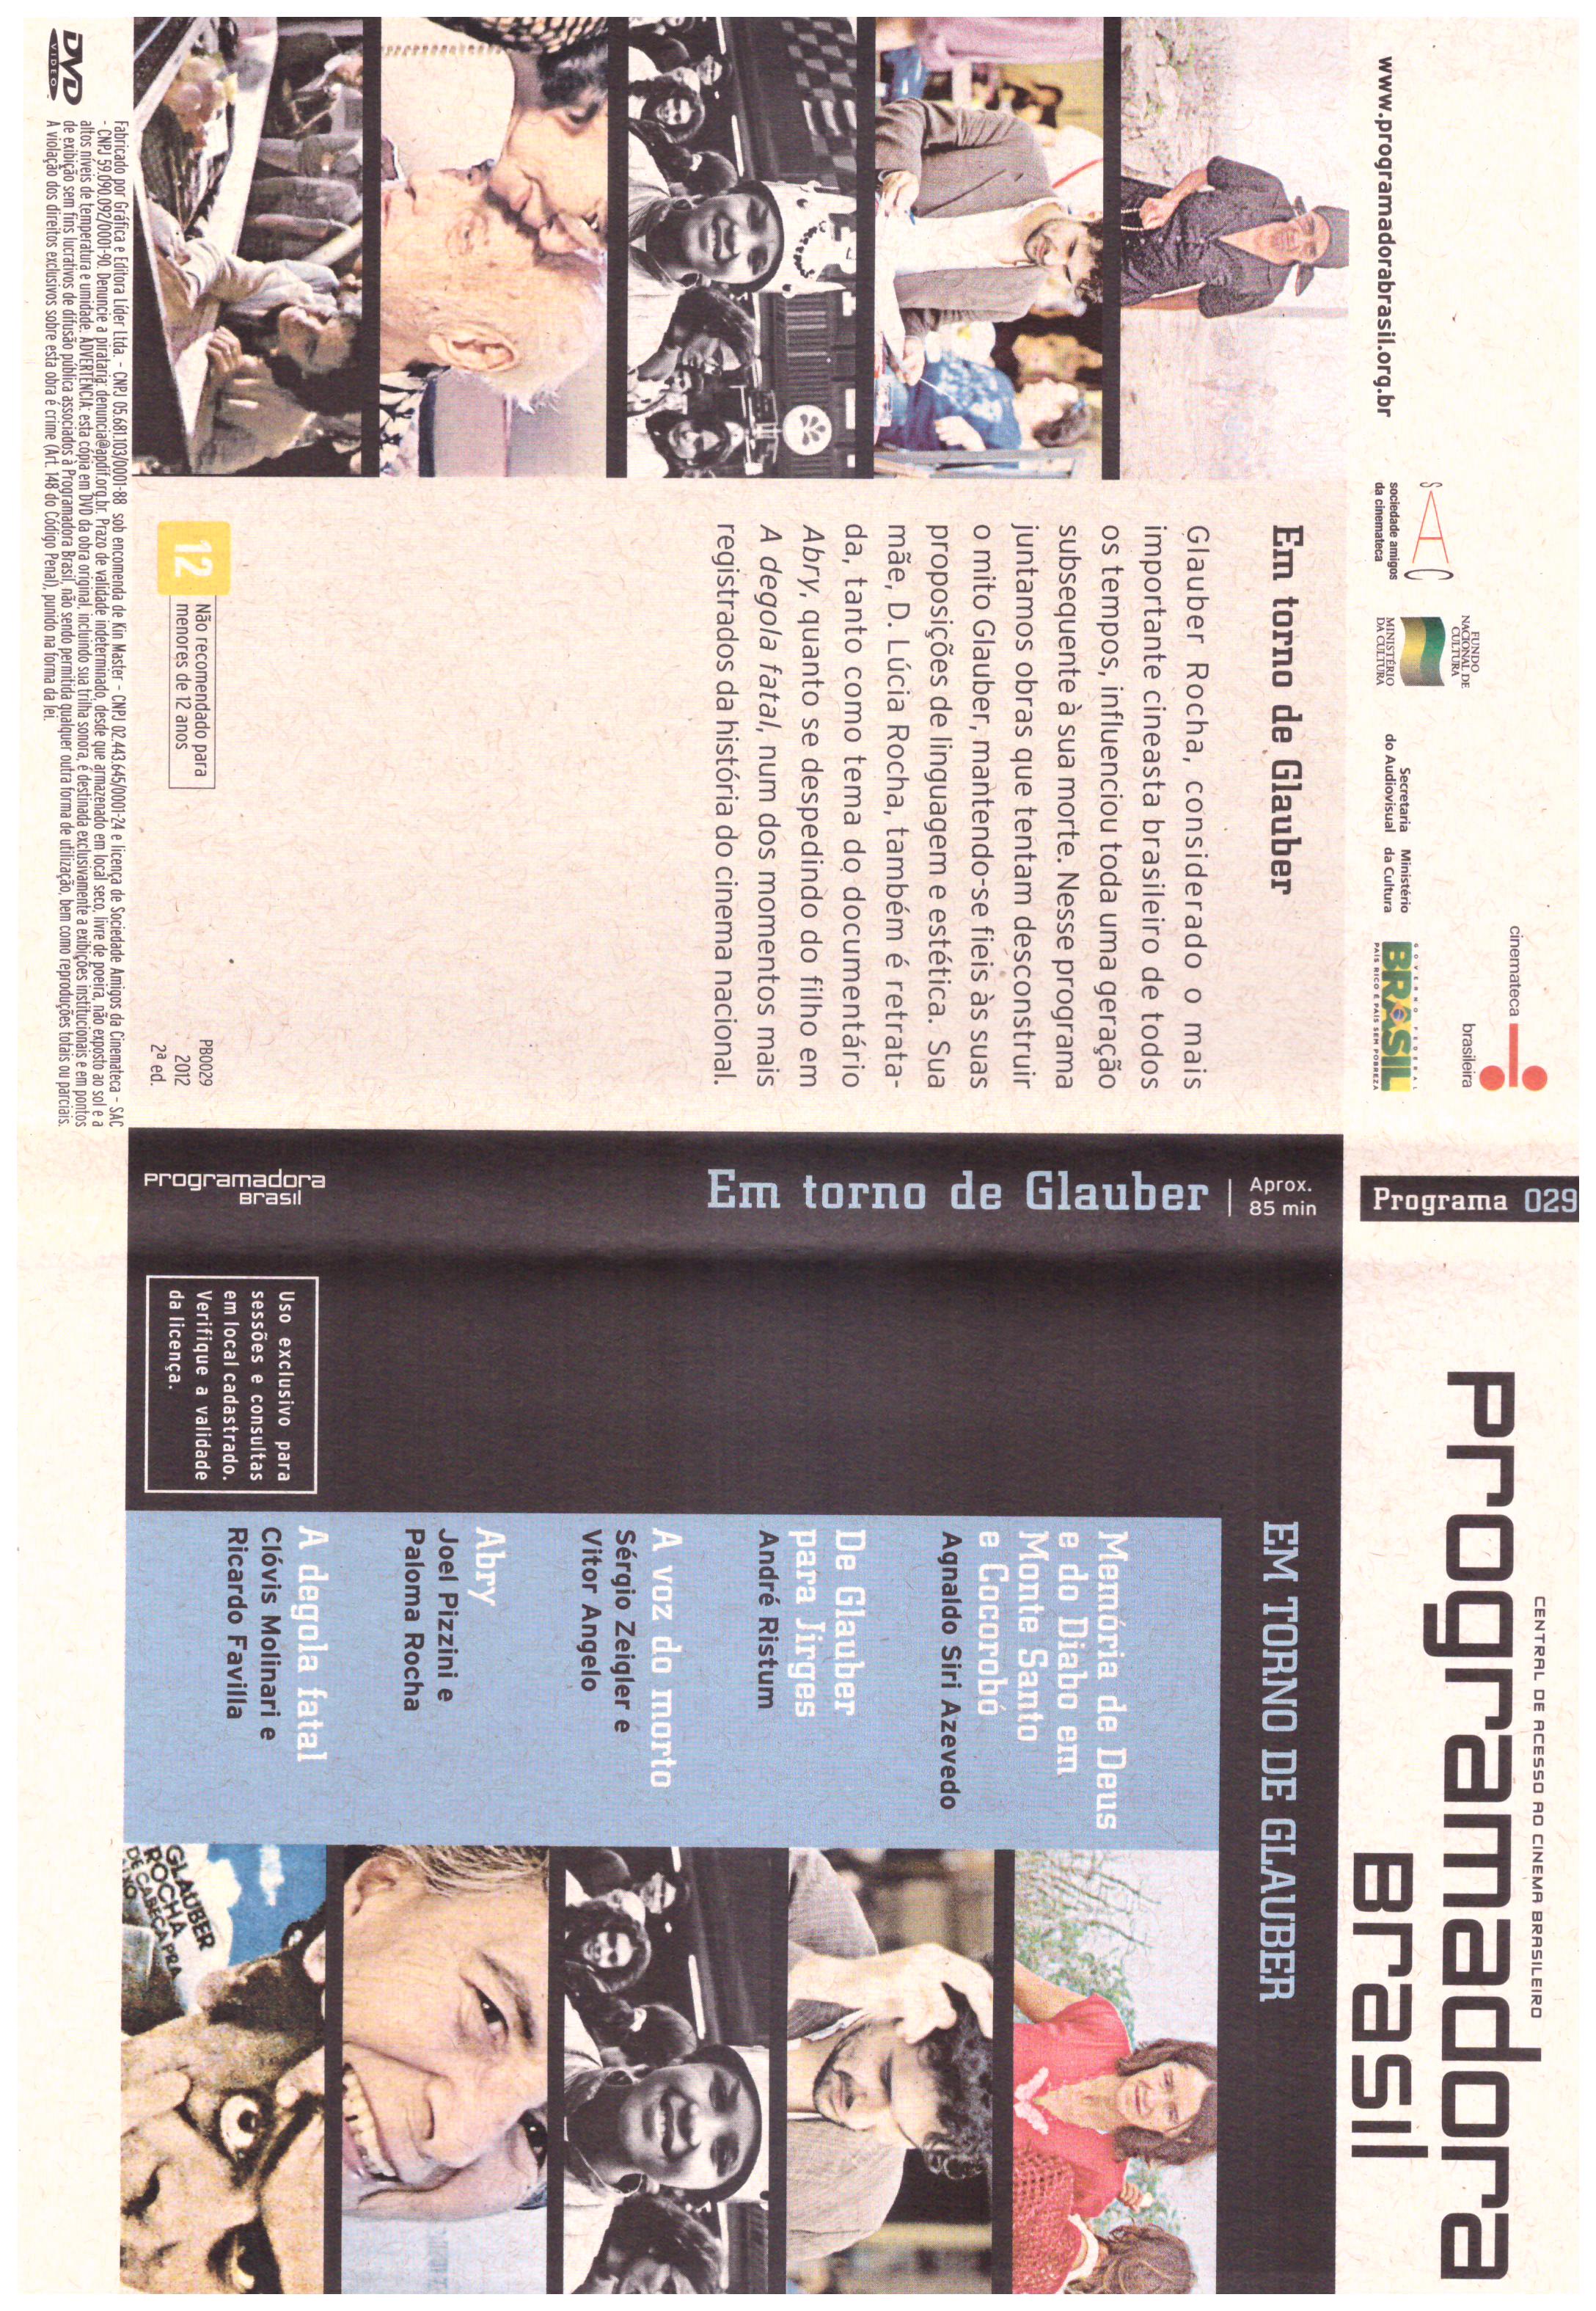 cinemateca
brasileira
FUNDO
NACIONAL DE
CULTURA
MINISTÉRIO
DA CULTURA
SAC
sociedade amigos
da cinemateca
www.programadorabrasil.org.br
Secretaria
do Audiovisual
Ministério
da Cultura
GOVERNO FEDERAL
BRASIL
PAÍS RICO É PAÍS SEM POBREZA
Em torno de Glauber
Glauber Rocha, considerado o mais
importante cineasta brasileiro de todos
os tempos, influenciou toda uma geração
subsequente à sua morte. Nesse programa
juntamos obras que tentam desconstruir
o mito Glauber, mantendo-se fieis às suas
proposições de linguagem e estética. Sua
mãe, D. Lúcia Rocha, também é retrata-
da, tanto como tema do documentário
Abry, quanto se despedindo do filho em
A degola fatal, num dos momentos mais
registrados da história do cinema nacional.
12
Não recomendado para
menores de 12 anos
PB0029
2012
2ª ed.
DVD
VIDEO
Fabricado por Gráfica e Editora Líder Ltda. - CNPJ 05.681.103/0001-88 sob encomenda de Kin Master - CNPJ 02.443.645/0001-24 e licença de Sociedade Amigos da Cinemateca - SAC
- CNPJ 59.090.092/0001-90. Denuncie a pirataria: denuncia@apdif.org.br. Prazo de validade indeterminado, desde que armazenado em local seco, livre de poeira, não exposto ao sol e a
altos níveis de temperatura e umidade. ADVERTÊNCIA: esta cópia em DVD da obra original, incluindo sua trilha sonora, é destinada exclusivamente a exibições institucionais e em pontos
de exibição sem fins lucrativos de difusão pública associados à Programadora Brasil, não sendo permitida qualquer outra forma de utilização, bem como reproduções totais ou parciais.
A violação dos direitos exclusivos sobre esta obra é crime (Art. 148 do Código Penal), punido na forma da lei.
Programa 029
Em torno de Glauber
Aprox.
85 min
programadora
Brasil
CENTRAL DE ACESSO AO CINEMA BRASILEIRO
programadora
Brasil
EM TORNO DE GLAUBER
Memória de Deus
e do Diabo em
Monte Santo
e Cocorobó
Agnaldo Siri Azevedo
De Glauber
para Jirges
André Ristum
A voz do morto
Sérgio Zeigler e
Vitor Angelo
Abry
Joel Pizzini e
Paloma Rocha
A degola fatal
Clóvis Molinari e
Ricardo Favilla
Uso exclusivo para
sessões e consultas
em local cadastrado.
Verifique a validade
da licença.
GLAUBER
ROCHA
DE CABEÇA PRA
AIXO